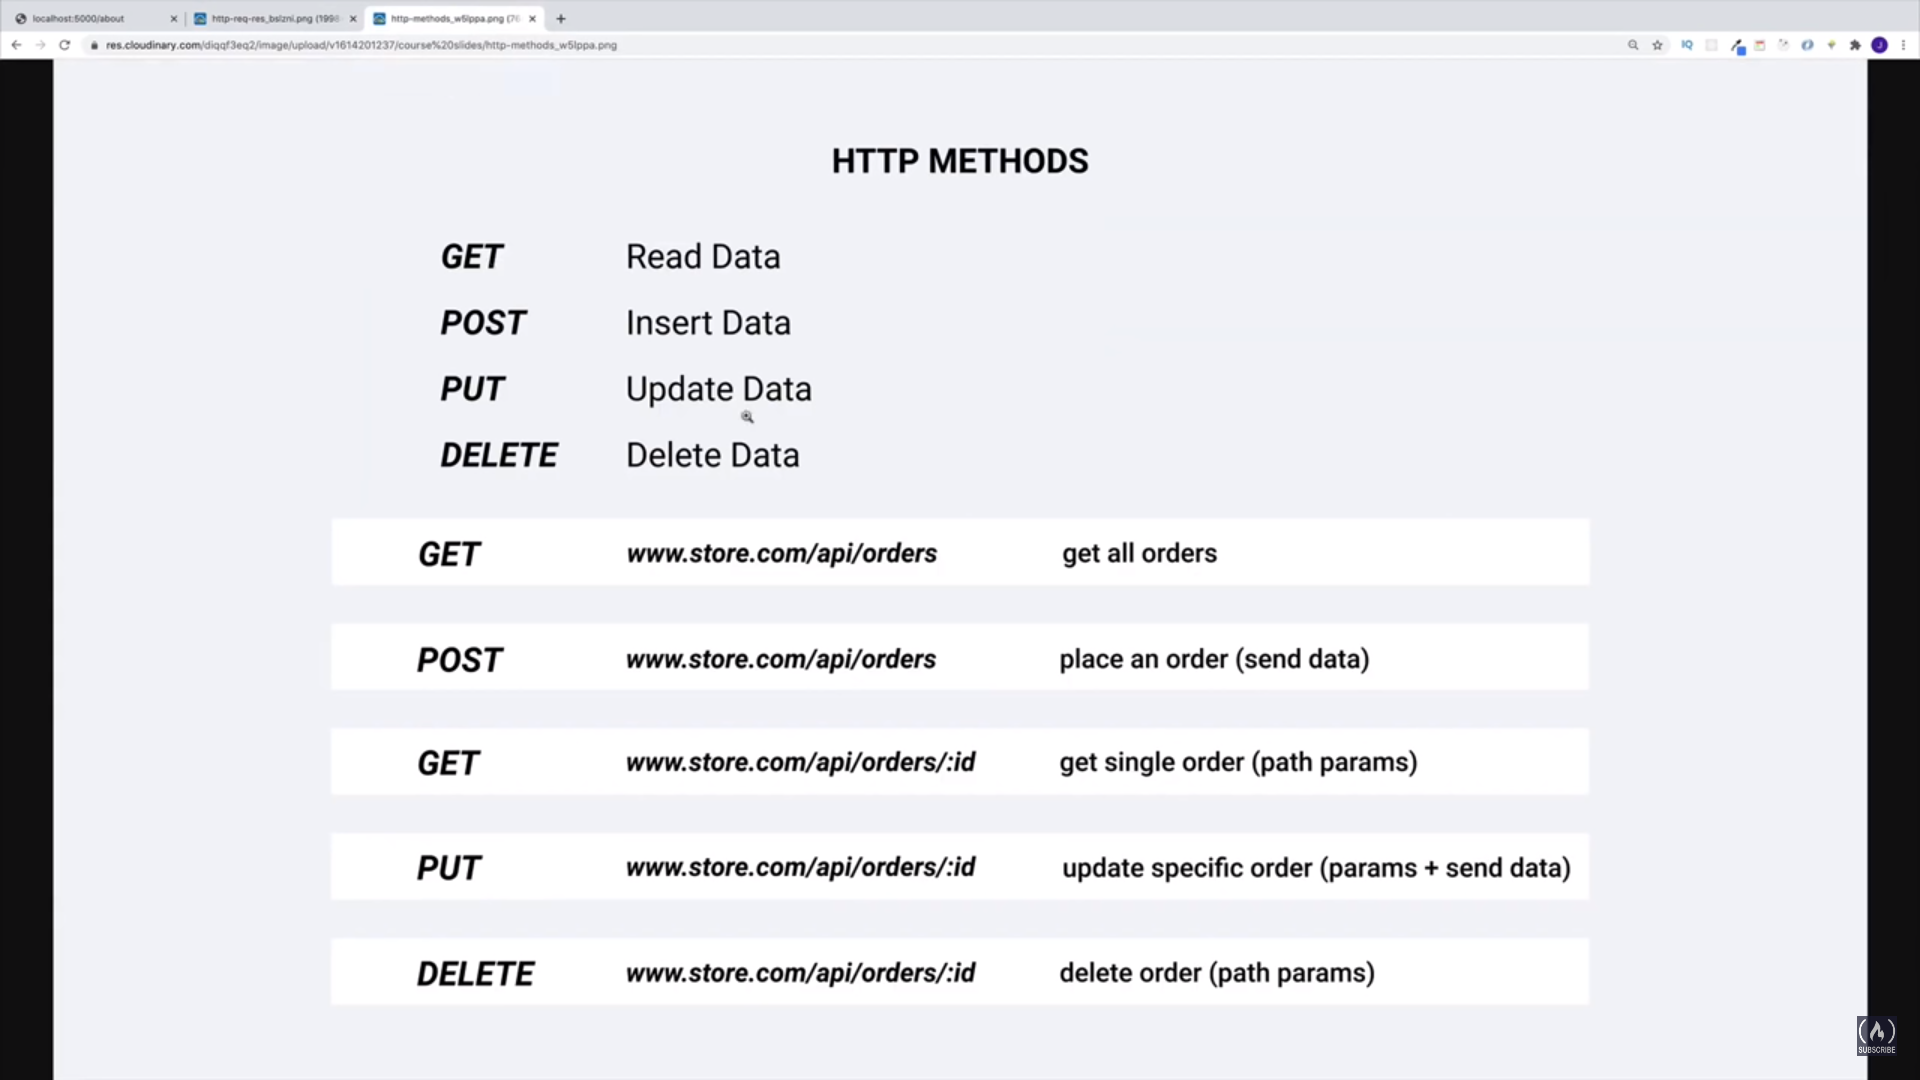 localhost:5000/about
http-req-res_bslzni.png (1998
http-methods_w5lppa.png (76
res.cloudinary.com/diqqf3eq2/image/upload/v1614201237/course%20slides/http-methods_w5lppa.png
IQ
J
HTTP METHODS
GET Read Data
POST Insert Data
PUT Update Data
DELETE Delete Data
GET www.store.com/api/orders get all orders
POST www.store.com/api/orders place an order (send data)
GET www.store.com/api/orders/:id get single order (path params)
PUT www.store.com/api/orders/:id update specific order (params + send data)
DELETE www.store.com/api/orders/:id delete order (path params)
SUBSCRIBE